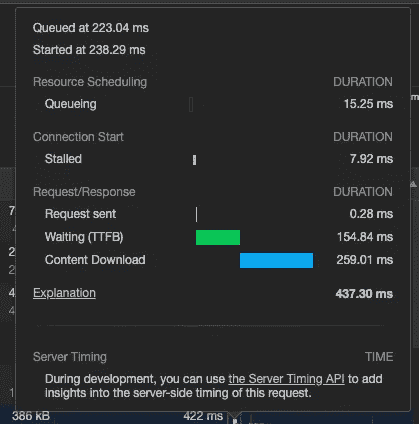 Queued at 223.04 ms
Started at 238.29 ms
Resource Scheduling DURATION
Queueing 15.25 ms
Connection Start DURATION
Stalled 7.92 ms
Request/Response DURATION
Request sent 0.28 ms
Waiting (TTFB) 154.84 ms
Content Download 259.01 ms
Explanation 437.30 ms
Server Timing TIME
During development, you can use the Server Timing API to add
insights into the server-side timing of this request.
386 kB 422 ms